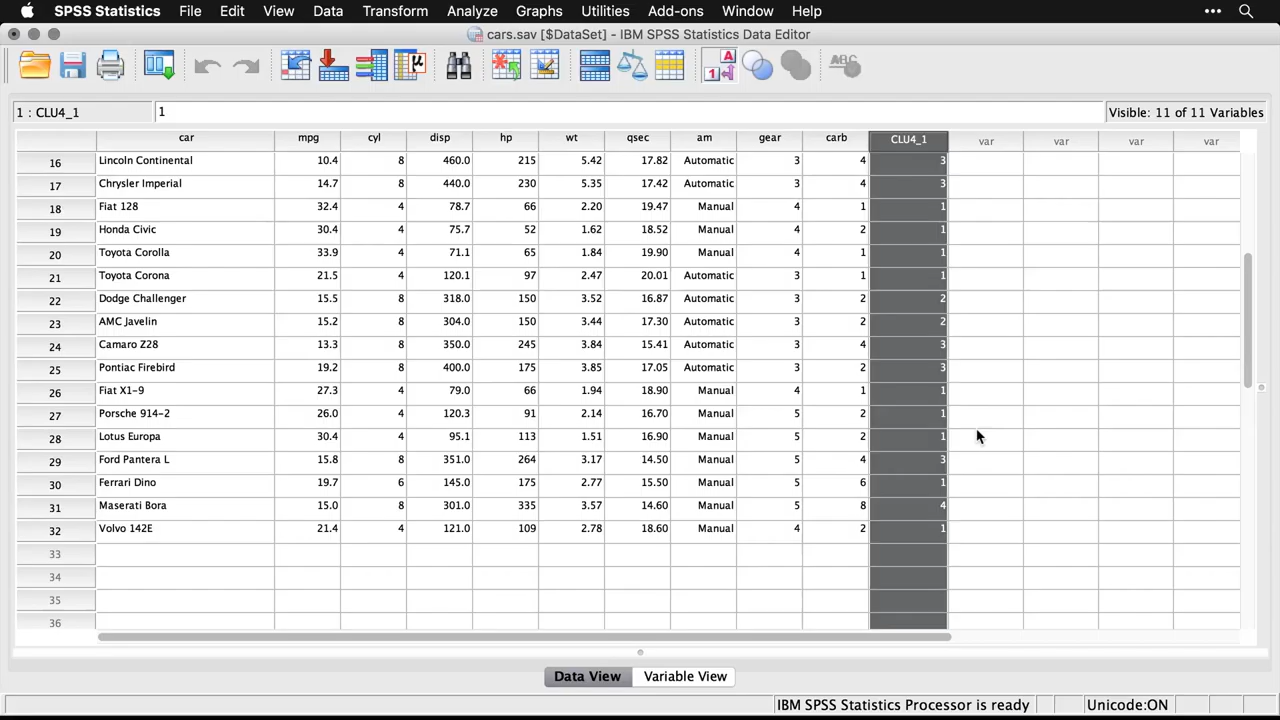 SPSS Statistics File Edit View Data Transform Analyze Graphs Utilities Add-ons Window Help
cars.sav [$DataSet] - IBM SPSS Statistics Data Editor
1 : CLU4_1 1 Visible: 11 of 11 Variables
car mpg cyl disp hp wt qsec am gear carb CLU4_1 var var var var
16 Lincoln Continental 10.4 8 460.0 215 5.42 17.82 Automatic 3 4 3
17 Chrysler Imperial 14.7 8 440.0 230 5.35 17.42 Automatic 3 4 3
18 Fiat 128 32.4 4 78.7 66 2.20 19.47 Manual 4 1 1
19 Honda Civic 30.4 4 75.7 52 1.62 18.52 Manual 4 2 1
20 Toyota Corolla 33.9 4 71.1 65 1.84 19.90 Manual 4 1 1
21 Toyota Corona 21.5 4 120.1 97 2.47 20.01 Automatic 3 1 1
22 Dodge Challenger 15.5 8 318.0 150 3.52 16.87 Automatic 3 2 2
23 AMC Javelin 15.2 8 304.0 150 3.44 17.30 Automatic 3 2 2
24 Camaro Z28 13.3 8 350.0 245 3.84 15.41 Automatic 3 4 3
25 Pontiac Firebird 19.2 8 400.0 175 3.85 17.05 Automatic 3 2 3
26 Fiat X1-9 27.3 4 79.0 66 1.94 18.90 Manual 4 1 1
27 Porsche 914-2 26.0 4 120.3 91 2.14 16.70 Manual 5 2 1
28 Lotus Europa 30.4 4 95.1 113 1.51 16.90 Manual 5 2 1
29 Ford Pantera L 15.8 8 351.0 264 3.17 14.50 Manual 5 4 3
30 Ferrari Dino 19.7 6 145.0 175 2.77 15.50 Manual 5 6 1
31 Maserati Bora 15.0 8 301.0 335 3.57 14.60 Manual 5 8 4
32 Volvo 142E 21.4 4 121.0 109 2.78 18.60 Manual 4 2 1
33
34
35
36
Data View Variable View
IBM SPSS Statistics Processor is ready Unicode:ON